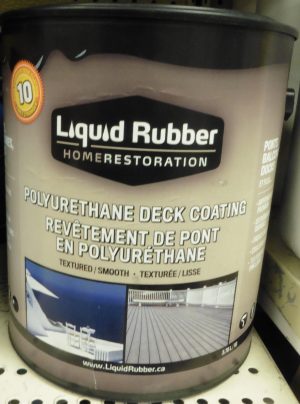 10
Liquid Rubber
HOMERESTORATION
POLYURETHANE DECK COATING
REVÊTEMENT DE PONT
EN POLYURÉTHANE
TEXTURED / SMOOTH • TEXTURÉE / LISSE
www.LiquidRubber.ca